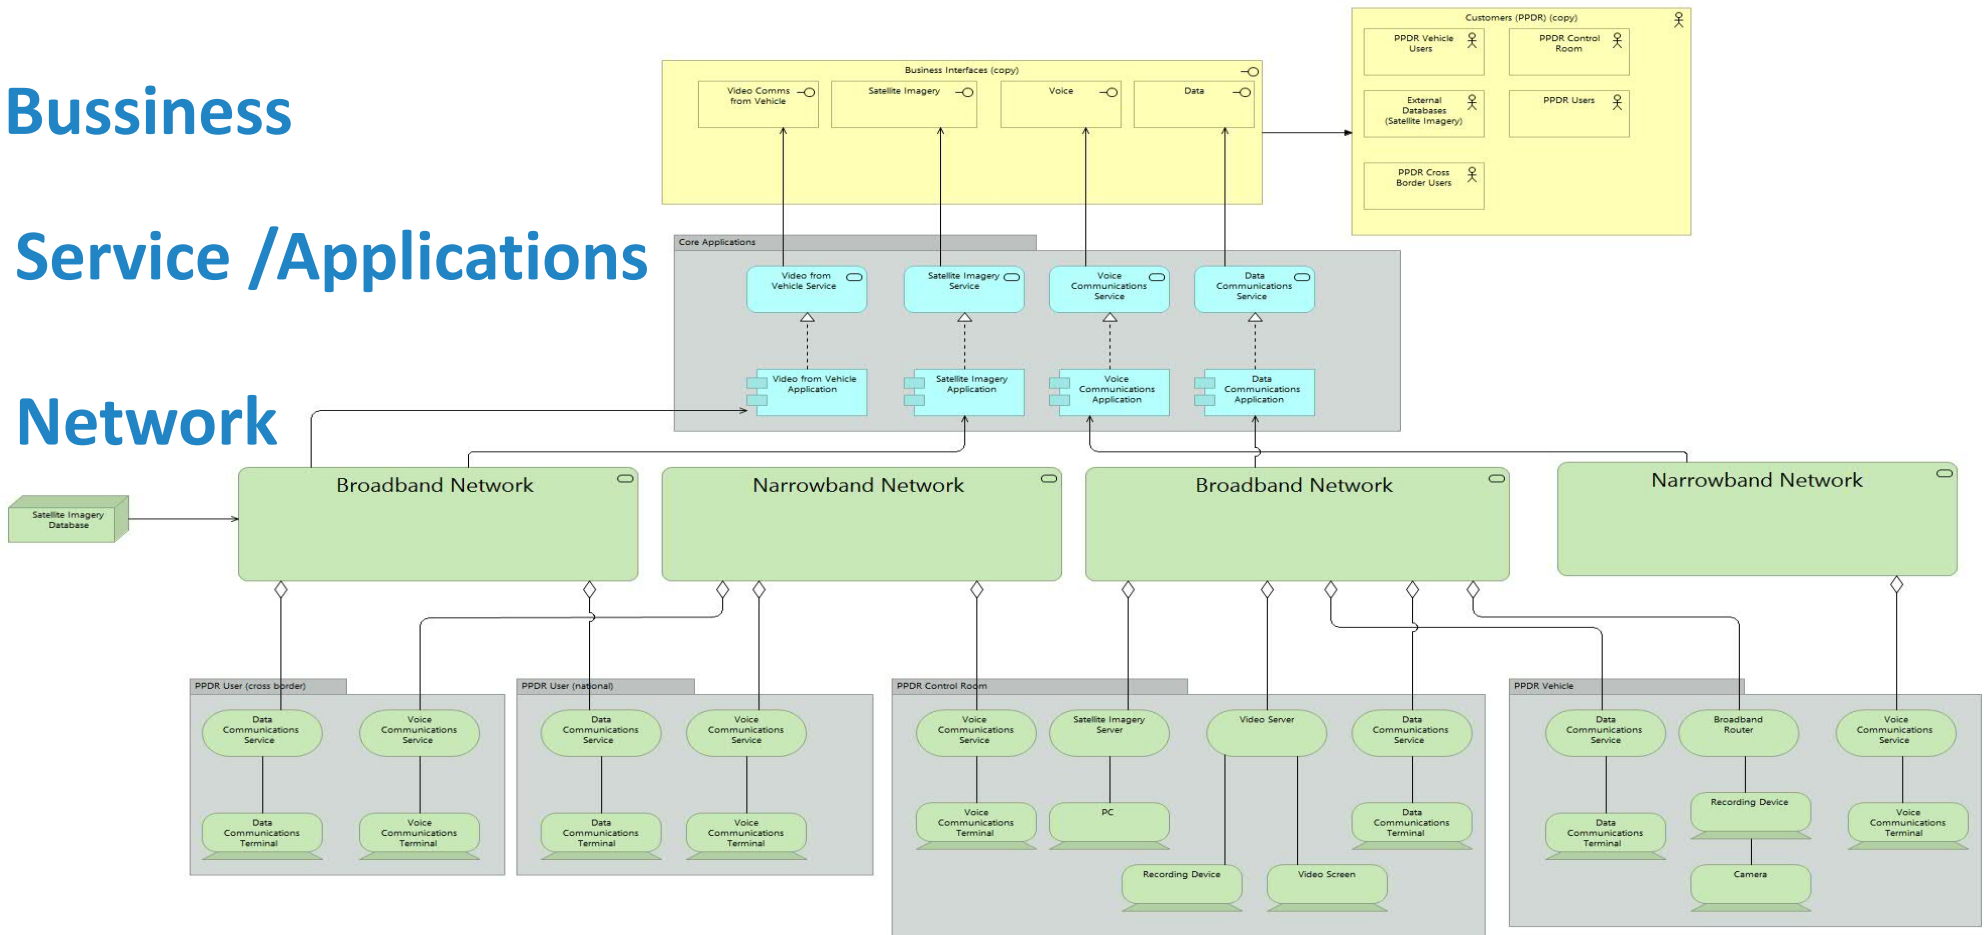 Customers (PPDR) (copy)
PPDR Vehicle
Users
PPDR Control
Room
External
Databases
(Satellite Imagery)
PPDR Users
PPDR Cross
Border Users
Business Interfaces (copy)
Video Comms
from Vehicle
Satellite Imagery
Voice
Data
Bussiness
Service /Applications
Core Applications
Video from
Vehicle Service
Satellite Imagery
Service
Voice
Communications
Service
Data
Communications
Service
Video from Vehicle
Application
Satellite Imagery
Application
Voice
Communications
Application
Data
Communications
Application
Network
Broadband Network
Narrowband Network
Broadband Network
Narrowband Network
Satellite Imagery
Database
PPDR User (cross border)
Data
Communications
Service
Voice
Communications
Service
Data
Communications
Terminal
Voice
Communications
Terminal
PPDR User (national)
Data
Communications
Service
Voice
Communications
Service
Data
Communications
Terminal
Voice
Communications
Terminal
PPDR Control Room
Voice
Communications
Service
Satellite Imagery
Server
Video Server
Data
Communications
Service
Voice
Communications
Terminal
PC
Data
Communications
Terminal
Recording Device
Video Screen
PPDR Vehicle
Data
Communications
Service
Broadband
Router
Voice
Communications
Service
Data
Communications
Terminal
Recording Device
Voice
Communications
Terminal
Camera